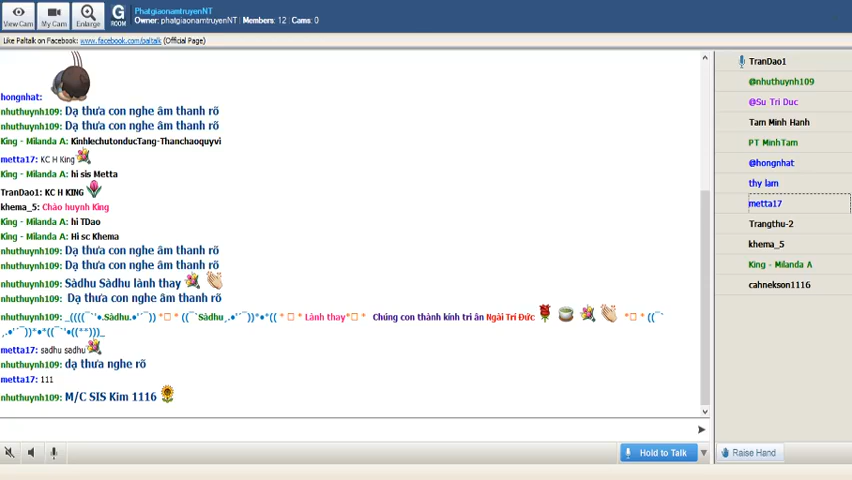 View Cam
My Cam
Enlarge
G
ROOM
PhatgiaonamtruyenNT
Owner: phatgiaonamtruyenNT | Members: 12 | Cams: 0
Like Paltalk on Facebook: www.facebook.com/paltalk (Official Page)
hongnhat:
nhuthuynh109: Dạ thưa con nghe âm thanh rõ
nhuthuynh109: Dạ thưa con nghe âm thanh rõ
King - Milanda A: KinhlechutonducTang-Thanchaoquyvi
metta17: KC H King
King - Milanda A: hi sis Metta
TranDao1: KC H KING
khema_5: Chào huynh King
King - Milanda A: hi TDao
King - Milanda A: Hi sc Khema
nhuthuynh109: Dạ thưa con nghe âm thanh rõ
nhuthuynh109: Dạ thưa con nghe âm thanh rõ
nhuthuynh109: Sàdhu Sàdhu lành thay
nhuthuynh109: Dạ thưa con nghe âm thanh rõ
nhuthuynh109: _((((¯`'•.Sàdhu.•'´¯)) *□ * ((¯`Sàdhu¸.•'´¯))*•*(( * □ * Lành thay*□ * Chúng con thành kính tri ân Ngài Tri Đức *□ * ((¯`
¸.•'´¯))*•*((¯`'•((**)))_
metta17: sadhu sadhu
nhuthuynh109: dạ thưa nghe rõ
metta17: 111
nhuthuynh109: M/C SIS Kim 1116
Hold to Talk
TranDao1
@nhuthuynh109
@Su Tri Duc
Tam Minh Hanh
PT MinhTam
@hongnhat
thy lam
metta17
Trangthu-2
khema_5
King - Milanda A
cahnekson1116
Raise Hand